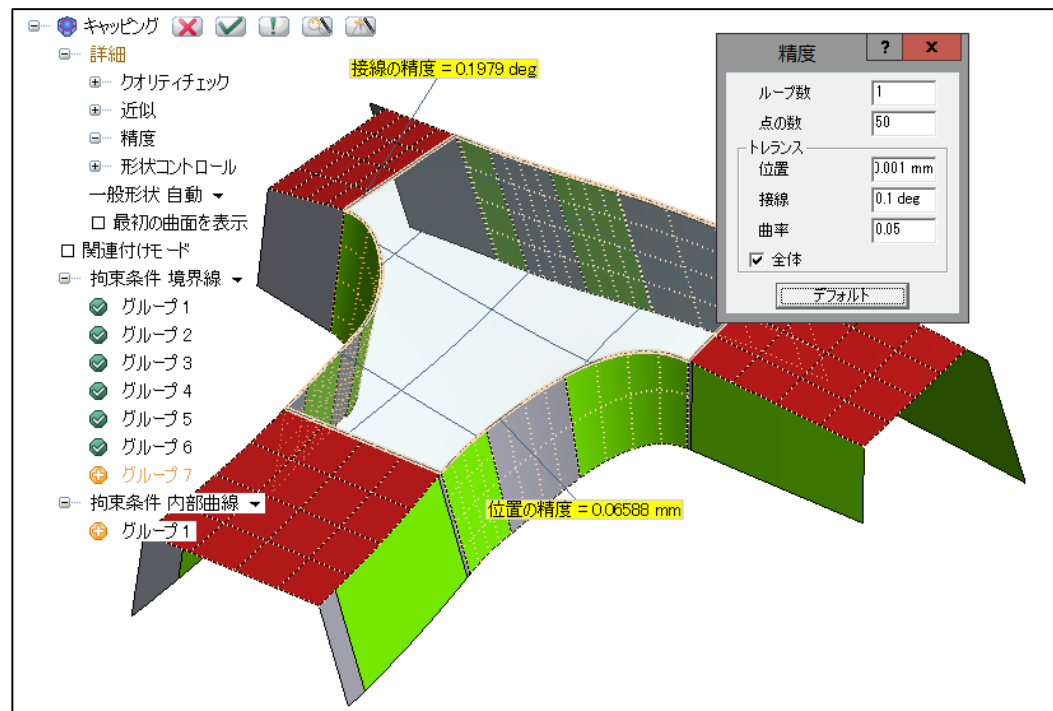 キャッピング
詳細
クオリティチェック
近似
精度
形状コントロール
一般形状 自動
最初の曲面を表示
関連付けモード
拘束条件 境界線
グループ 1
グループ 2
グループ 3
グループ 4
グループ 5
グループ 6
グループ 7
拘束条件 内部曲線
グループ 1
接線の精度 = 0.1979 deg
位置の精度 = 0.06588 mm
精度
?
x
ループ数 1
点の数 50
トレランス
位置 0.001 mm
接線 0.1 deg
曲率 0.05
全体
デフォルト